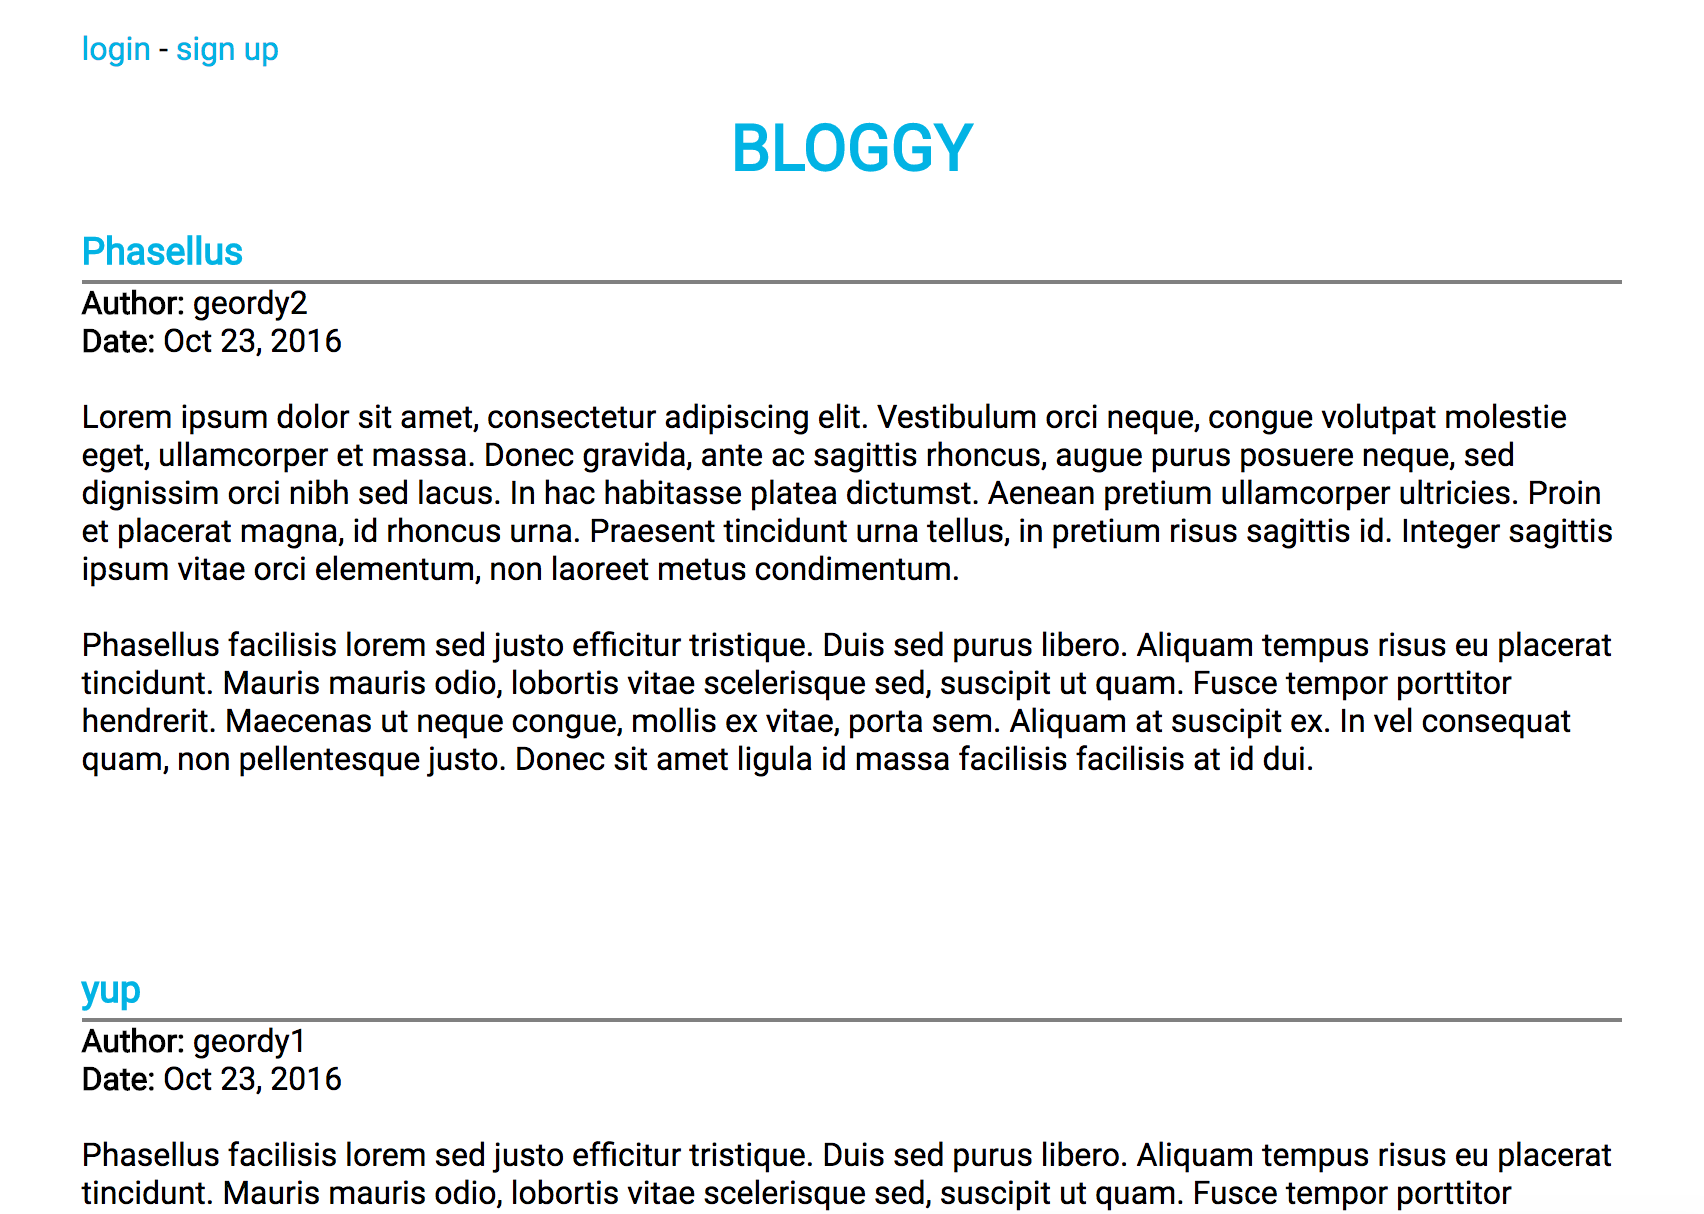 login - sign up
BLOGGY
Phasellus
Author: geordy2
Date: Oct 23, 2016
Lorem ipsum dolor sit amet, consectetur adipiscing elit. Vestibulum orci neque, congue volutpat molestie
eget, ullamcorper et massa. Donec gravida, ante ac sagittis rhoncus, augue purus posuere neque, sed
dignissim orci nibh sed lacus. In hac habitasse platea dictumst. Aenean pretium ullamcorper ultricies. Proin
et placerat magna, id rhoncus urna. Praesent tincidunt urna tellus, in pretium risus sagittis id. Integer sagittis
ipsum vitae orci elementum, non laoreet metus condimentum.
Phasellus facilisis lorem sed justo efficitur tristique. Duis sed purus libero. Aliquam tempus risus eu placerat
tincidunt. Mauris mauris odio, lobortis vitae scelerisque sed, suscipit ut quam. Fusce tempor porttitor
hendrerit. Maecenas ut neque congue, mollis ex vitae, porta sem. Aliquam at suscipit ex. In vel consequat
quam, non pellentesque justo. Donec sit amet ligula id massa facilisis facilisis at id dui.
yup
Author: geordy1
Date: Oct 23, 2016
Phasellus facilisis lorem sed justo efficitur tristique. Duis sed purus libero. Aliquam tempus risus eu placerat
tincidunt. Mauris mauris odio, lobortis vitae scelerisque sed, suscipit ut quam. Fusce tempor porttitor